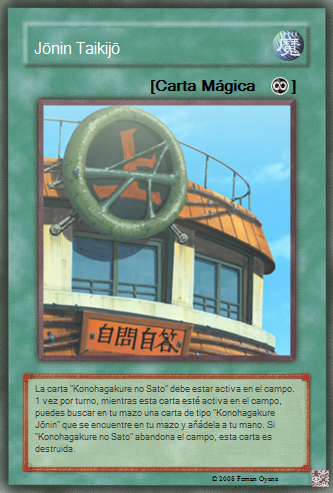 Jōnin Taikijō
魔
[Carta Mágica ♾]
上
自問自答
La carta "Konohagakure no Sato" debe estar activa en el campo.
1 vez por turno, mientras esta carta esté activa en el campo,
puedes buscar en tu mazo una carta de tipo "Konohagakure
Jōnin" que se encuentre en tu mazo y añádela a tu mano. Si
"Konohagakure no Sato" abandona el campo, esta carta es
destruida.
© 2008 Fernan Oyana